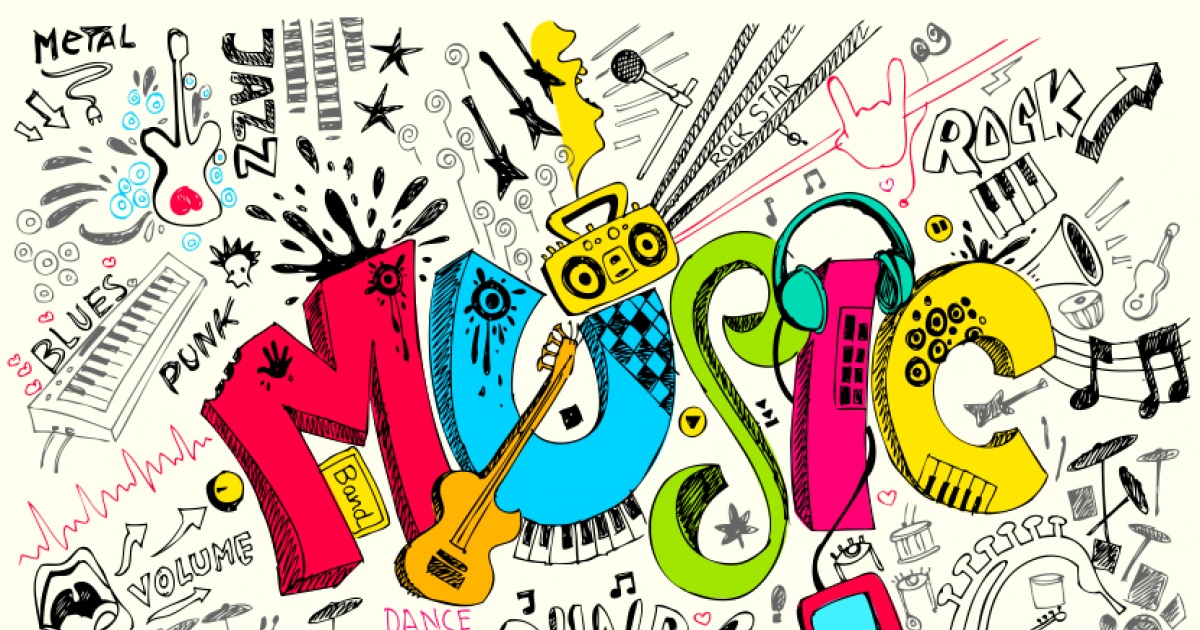 METAL
JAZZ
ROCK STAR
ROCK
BLUES
PUNK
MUSIC
Band
VOLUME
DANCE